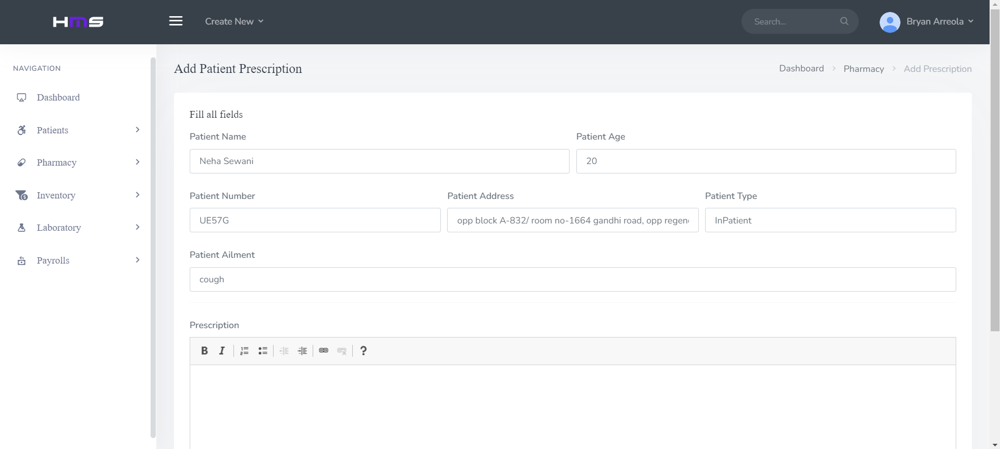 HMS
Create New
Search...
Bryan Arreola
NAVIGATION
Dashboard
Patients
Pharmacy
Inventory
Laboratory
Payrolls
Add Patient Prescription
Dashboard > Pharmacy > Add Prescription
Fill all fields
Patient Name Patient Age
Neha Sewani 20
Patient Number Patient Address Patient Type
UE57G opp block A-832/ room no-1664 gandhi road, opp regen InPatient
Patient Ailment
cough
Prescription
B I ?